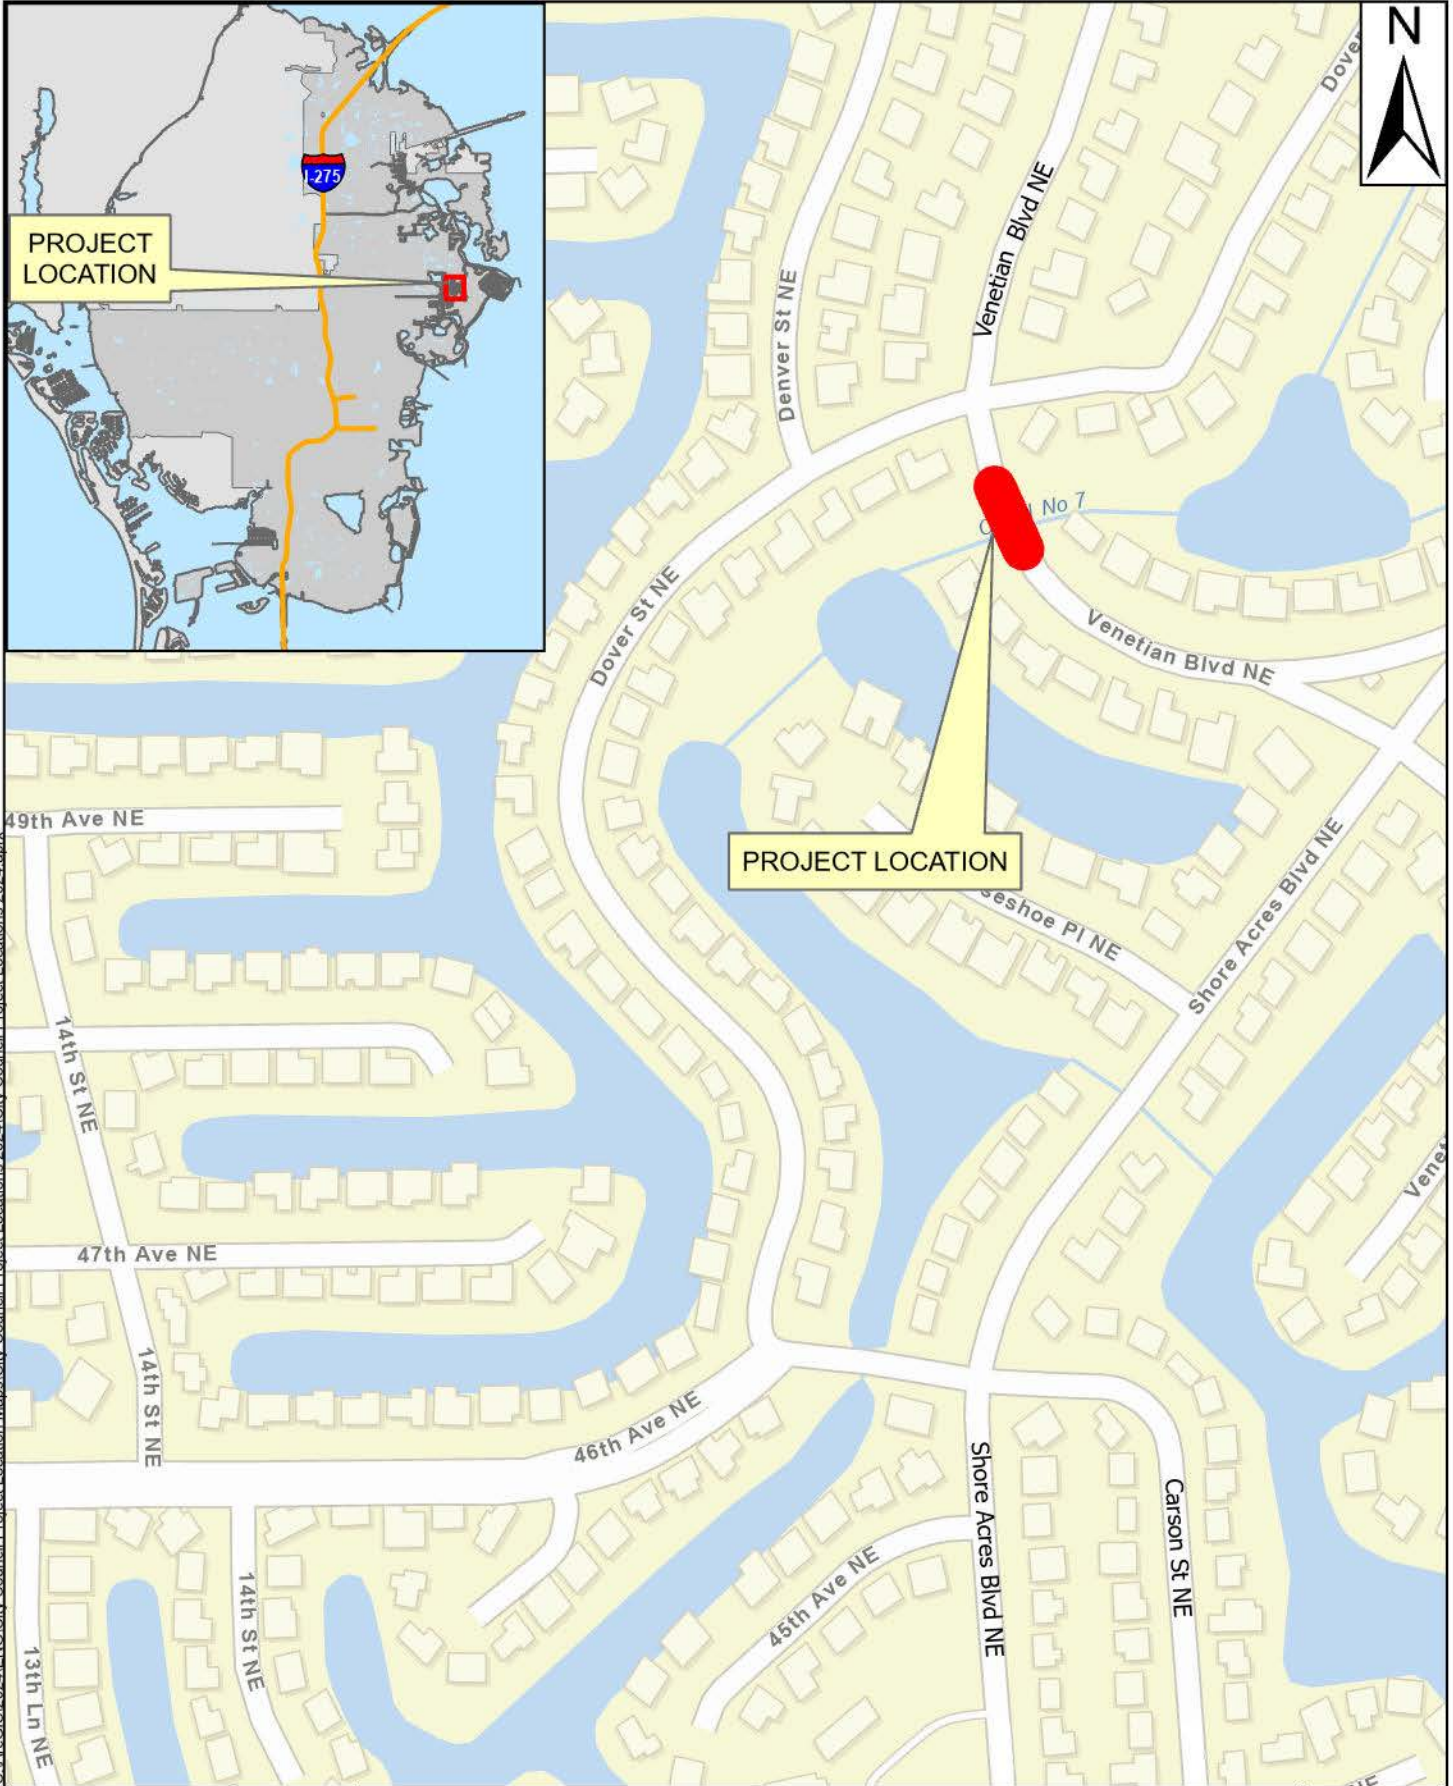 N
I-275
PROJECT
LOCATION
Dover
Venetian Blvd NE
Denver St NE
No 7
Dover St NE
Venetian Blvd NE
49th Ave NE
PROJECT LOCATION
seshoe Pl NE
Shore Acres Blvd NE
14th St NE
Venet
47th Ave NE
14th St NE
46th Ave NE
Shore Acres Blvd NE
Carson St NE
45th Ave NE
14th St NE
13th Ln NE